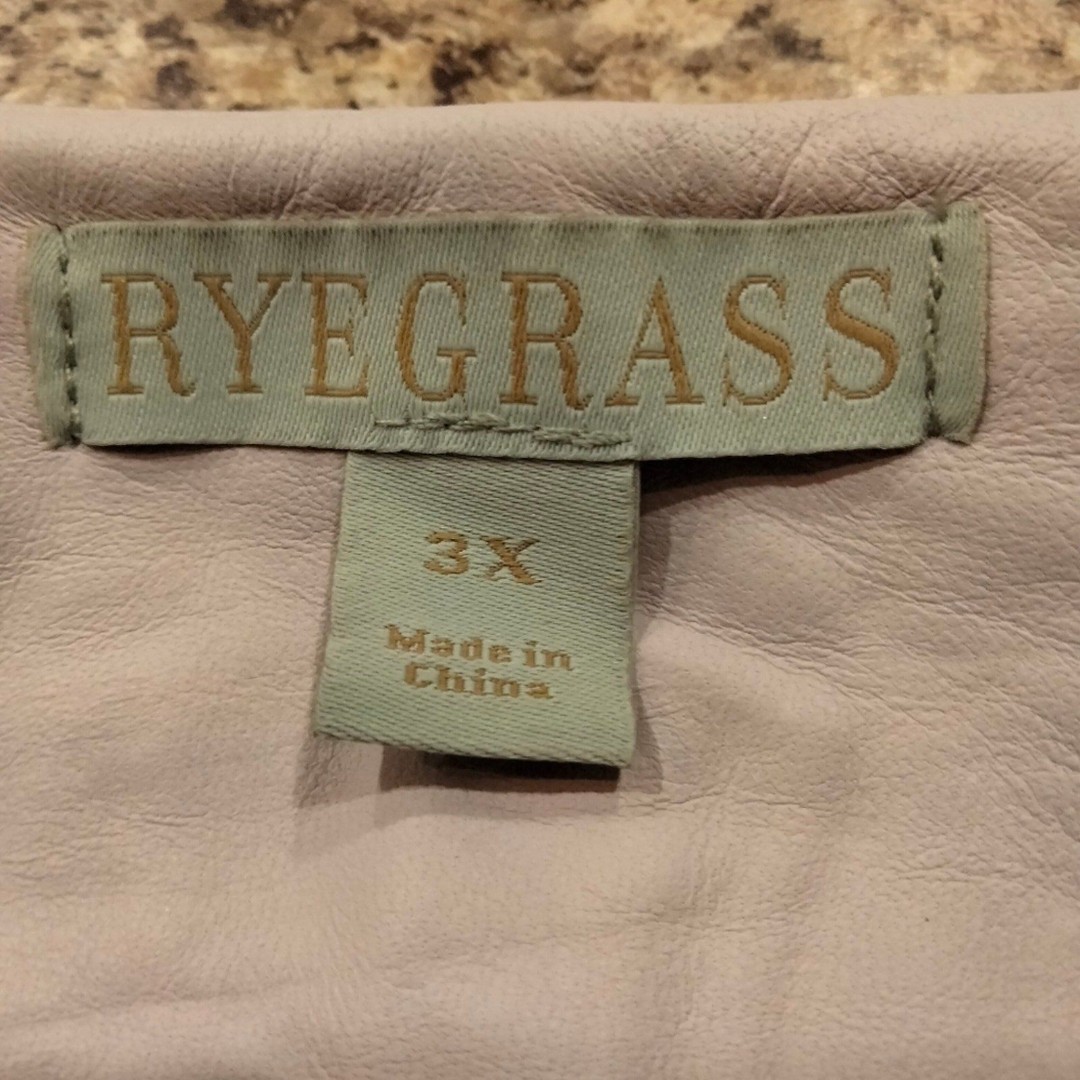 RYEGRASS
3X
Made in
China